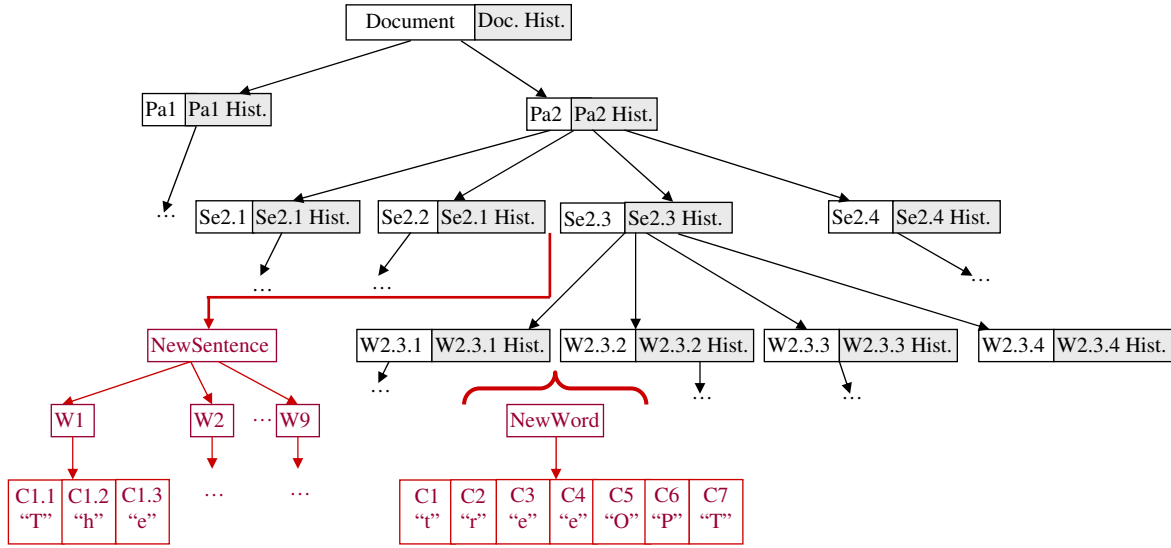 Document Doc. Hist.
Pa1 Pa1 Hist. Pa2 Pa2 Hist.
... Se2.1 Se2.1 Hist. Se2.2 Se2.1 Hist. Se2.3 Se2.3 Hist. Se2.4 Se2.4 Hist.
... ... ...
NewSentence W2.3.1 W2.3.1 Hist. W2.3.2 W2.3.2 Hist. W2.3.3 W2.3.3 Hist. W2.3.4 W2.3.4 Hist.
... ... ...
W1 W2 ... W9 NewWord
C1.1 C1.2 C1.3 ... ... C1 C2 C3 C4 C5 C6 C7
“T” “h” “e” “t” “r” “e” “e” “O” “P” “T”